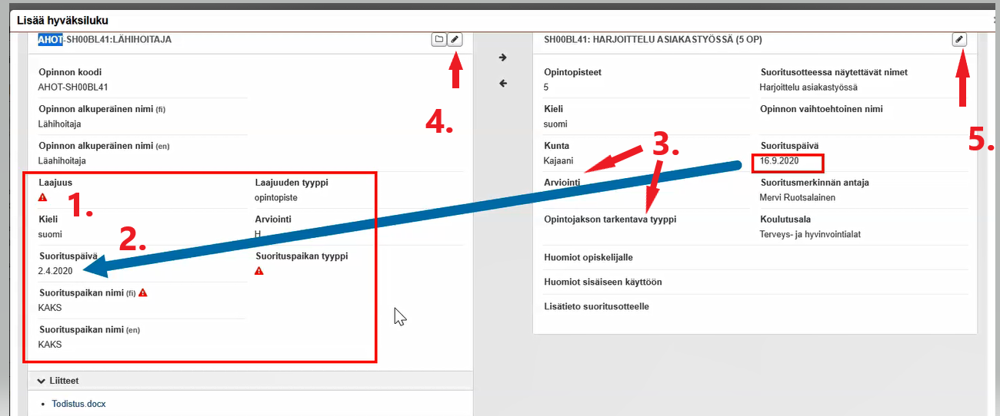 Lisää hyväksiluku
AHOT-SH00BL41:LÄHIHOITAJA
4.
Opinnon koodi
AHOT-SH00BL41
Opinnon alkuperäinen nimi (fi)
Lähihoitaja
Opinnon alkuperäinen nimi (en)
Läahihoitaja
Laajuus
1.
Laajuuden tyyppi
opintopiste
Kieli
suomi
Arviointi
H
2.
Suorituspäivä
2.4.2020
Suorituspaikan tyyppi
Suorituspaikan nimi (fi)
KAKS
Suorituspaikan nimi (en)
KAKS
Liitteet
Todistus.docx
SH00BL41: HARJOITTELU ASIAKASTYÖSSÄ (5 OP)
5.
Opintopisteet
5
Suoritusotteessa näytettävät nimet
Harjoittelu asiakastyössä
Kieli
suomi
Opinnon vaihtoehtoinen nimi
Kunta
Kajaani
3.
Suorituspäivä
16.9.2020
Arviointi
Suoritusmerkinnän antaja
Mervi Ruotsalainen
Opintojakson tarkentava tyyppi
Koulutusala
Terveys- ja hyvinvointialat
Huomiot opiskelijalle
Huomiot sisäiseen käyttöön
Lisätieto suoritusotteelle